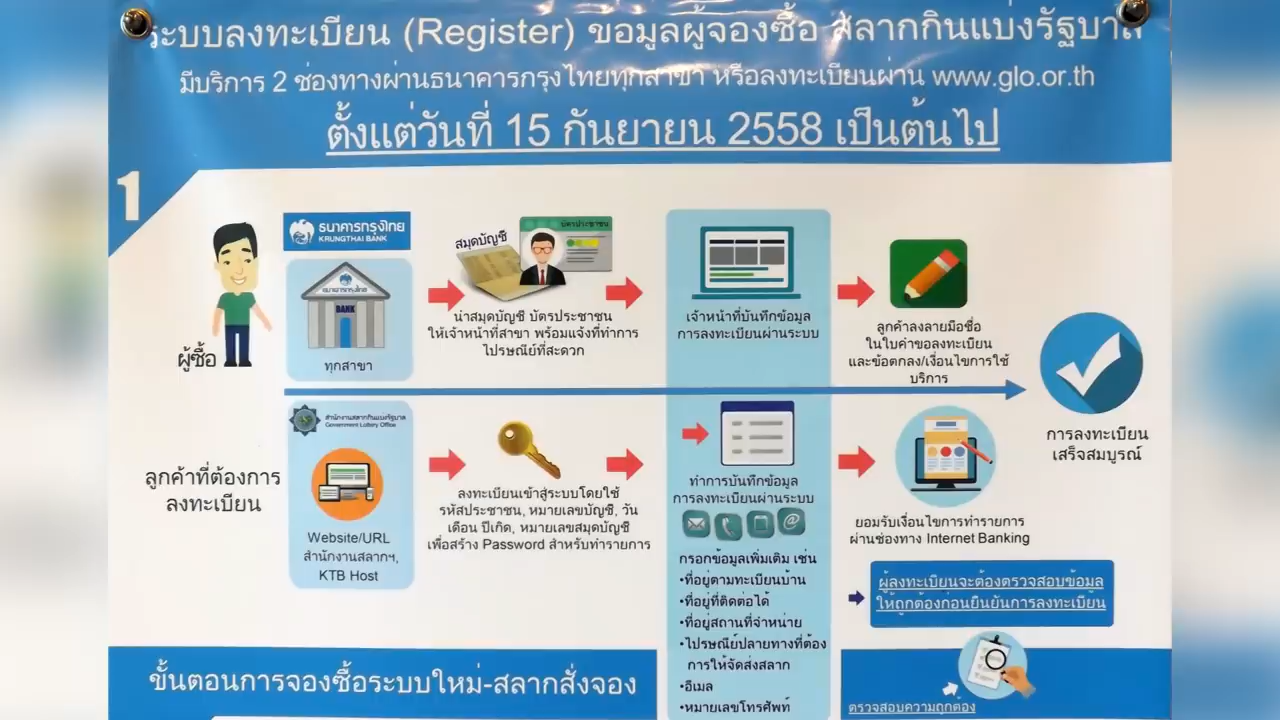 ระบบลงทะเบียน (Register) ข้อมูลผู้จองซื้อ สลากกินแบ่งรัฐบาล
มีบริการ 2 ช่องทางผ่านธนาคารกรุงไทยทุกสาขา หรือลงทะเบียนผ่าน www.glo.or.th
ตั้งแต่วันที่ 15 กันยายน 2558 เป็นต้นไป
1
ผู้ซื้อ
ธนาคารกรุงไทย
KRUNGTHAI BANK
ธนาคารกรุงไทย
BANK
ทุกสาขา
สมุดบัญชี
บัตรประชาชน
นำสมุดบัญชี บัตรประชาชน
ให้เจ้าหน้าที่สาขา พร้อมแจ้งที่ทำการ
ไปรษณีย์ที่สะดวก
เจ้าหน้าที่บันทึกข้อมูล
การลงทะเบียนผ่านระบบ
ลูกค้าลงลายมือชื่อ
ในใบคำขอลงทะเบียน
และข้อตกลง/เงื่อนไขการใช้
บริการ
การลงทะเบียน
เสร็จสมบูรณ์
ลูกค้าที่ต้องการ
ลงทะเบียน
สำนักงานสลากกินแบ่งรัฐบาล
Government Lottery Office
Website/URL
สำนักงานสลากฯ,
KTB Host
ลงทะเบียนเข้าสู่ระบบโดยใช้
รหัสประชาชน, หมายเลขบัญชี, วัน
เดือน ปีเกิด, หมายเลขสมุดบัญชี
เพื่อสร้าง Password สำหรับทำรายการ
ทำการบันทึกข้อมูล
การลงทะเบียนผ่านระบบ
กรอกข้อมูลเพิ่มเติม เช่น
•ที่อยู่ตามทะเบียนบ้าน
•ที่อยู่ที่ติดต่อได้
•ที่อยู่สถานที่จำหน่าย
•ไปรษณีย์ปลายทางที่ต้อง
การให้จัดส่งสลาก
•อีเมล
•หมายเลขโทรศัพท์
ยอมรับเงื่อนไขการทำรายการ
ผ่านช่องทาง Internet Banking
ผู้ลงทะเบียนจะต้องตรวจสอบข้อมูล
ให้ถูกต้องก่อนยืนยันการลงทะเบียน
ตรวจสอบความถูกต้อง
ขั้นตอนการจองซื้อระบบใหม่-สลากสั่งจอง